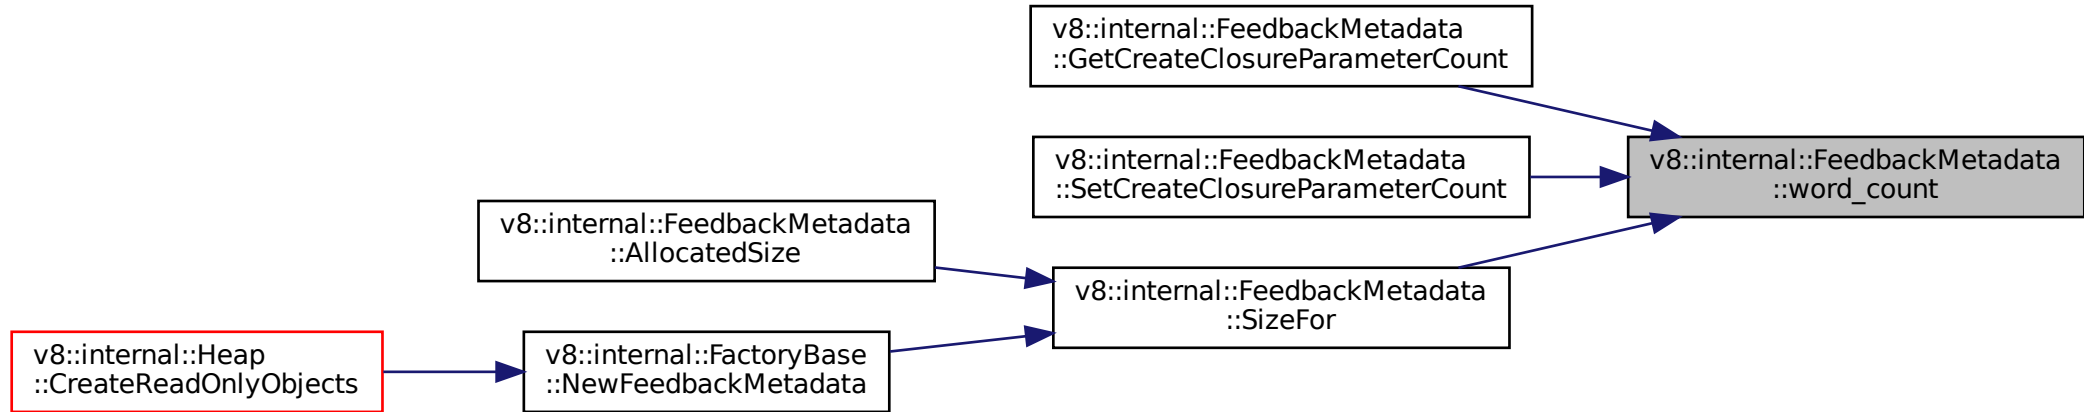 v8::internal::FeedbackMetadata
::GetCreateClosureParameterCount
v8::internal::FeedbackMetadata
::SetCreateClosureParameterCount
v8::internal::FeedbackMetadata
::word_count
v8::internal::FeedbackMetadata
::AllocatedSize
v8::internal::FeedbackMetadata
::SizeFor
v8::internal::Heap
::CreateReadOnlyObjects
v8::internal::FactoryBase
::NewFeedbackMetadata